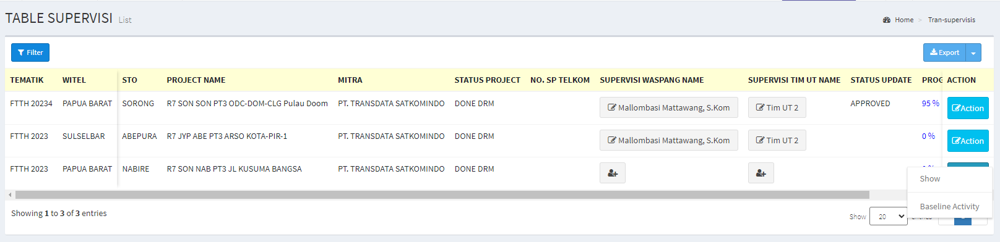 TABLE SUPERVISI List
Home > Tran-supervisis
Filter
Export
TEMATIK WITEL STO PROJECT NAME MITRA STATUS PROJECT NO. SP TELKOM SUPERVISI WASPANG NAME SUPERVISI TIM UT NAME STATUS UPDATE PROG ACTION
FTTH 20234 PAPUA BARAT SORONG R7 SON SON PT3 ODC-DOM-CLG Pulau Doom PT. TRANSDATA SATKOMINDO DONE DRM Mallombasi Mattawang, S.Kom Tim UT 2 APPROVED 95 % Action
FTTH 2023 SULSELBAR ABEPURA R7 JYP ABE PT3 ARSO KOTA-PIR-1 PT. TRANSDATA SATKOMINDO DONE DRM Mallombasi Mattawang, S.Kom Tim UT 2 0 % Action
FTTH 2023 PAPUA BARAT NABIRE R7 SON NAB PT3 JL KUSUMA BANGSA PT. TRANSDATA SATKOMINDO DONE DRM
Show
Baseline Activity
Showing 1 to 3 of 3 entries
Show 20